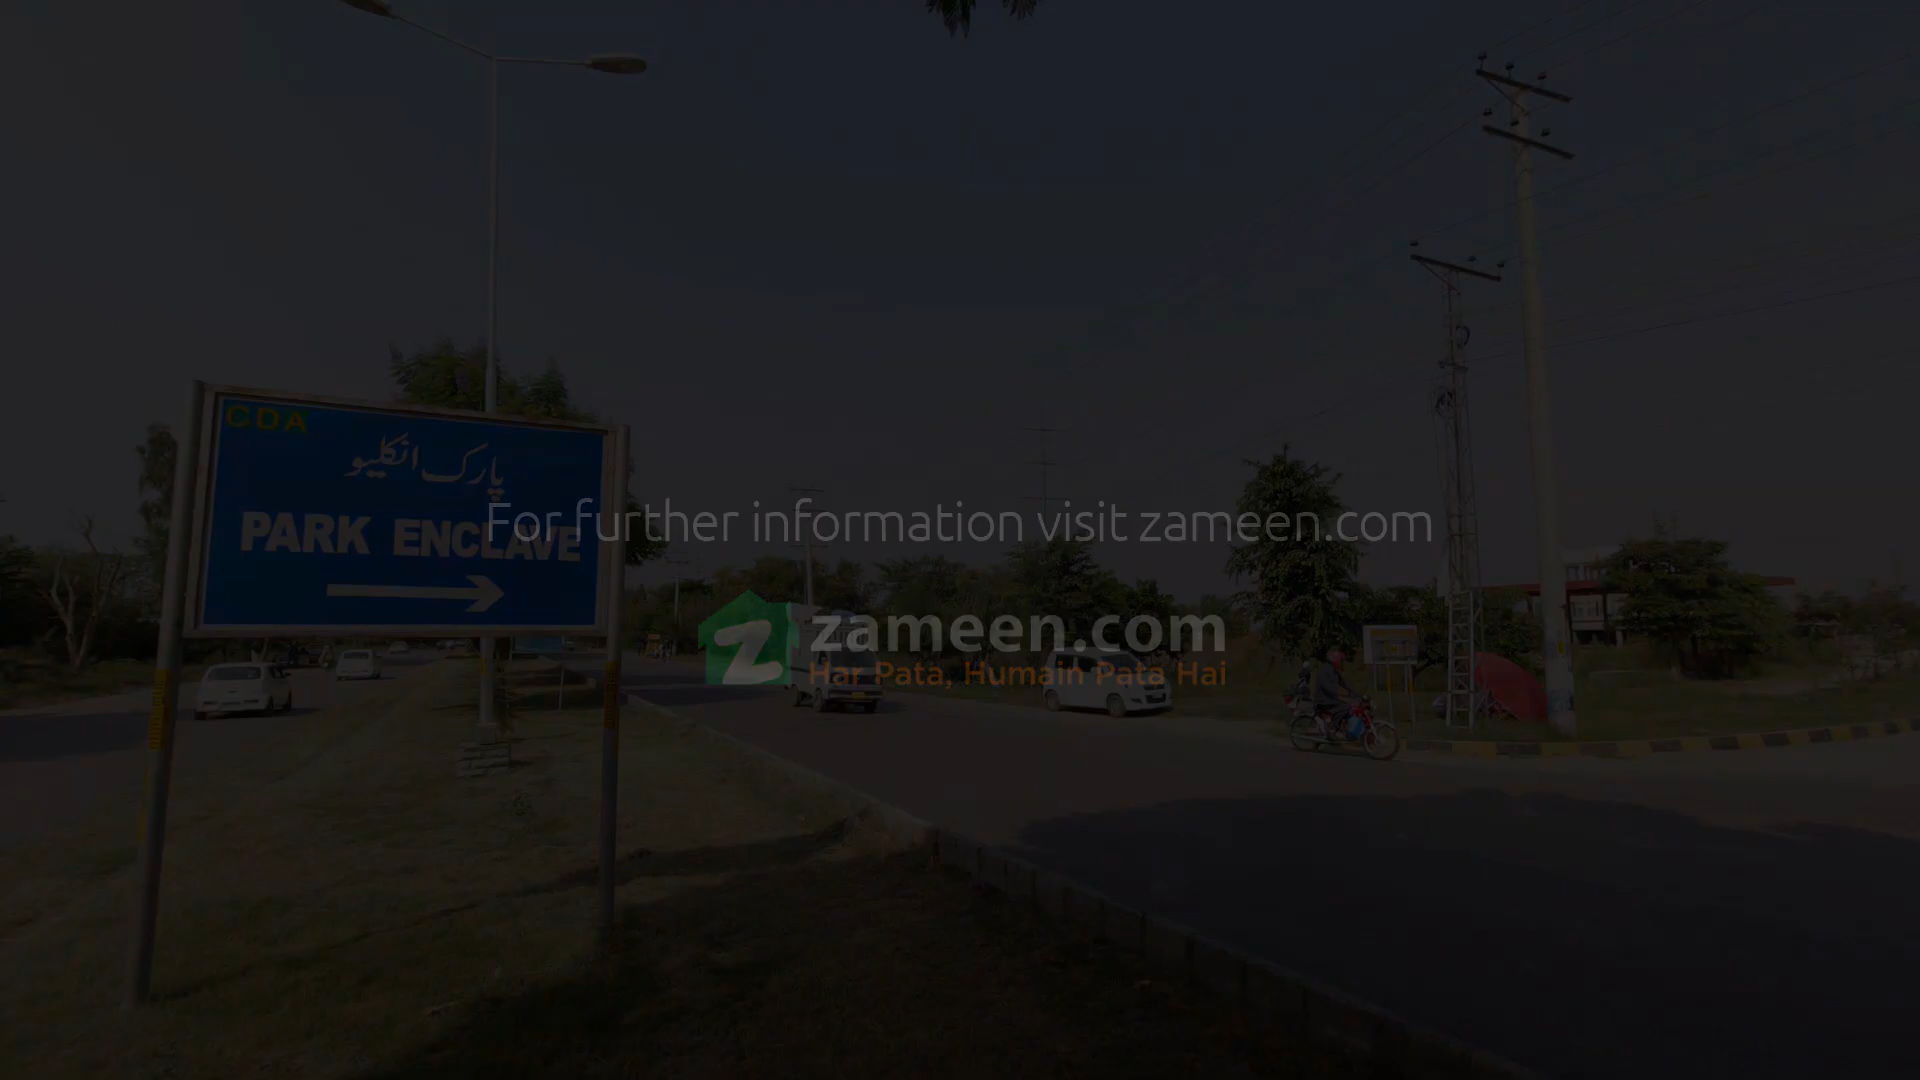 CDA
پارک انکلیو
PARK ENCLAVE
For further information visit zameen.com
zameen.com
Har Pata, Humain Pata Hai